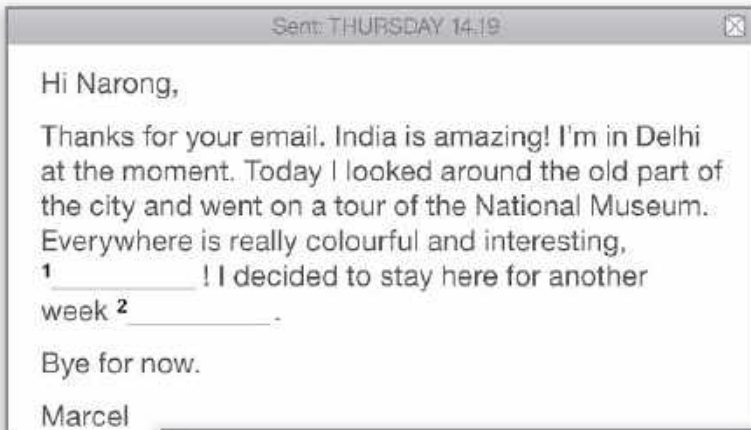 Sent: THURSDAY 14.19
Hi Narong,
Thanks for your email. India is amazing! I'm in Delhi
at the moment. Today I looked around the old part of
the city and went on a tour of the National Museum.
Everywhere is really colourful and interesting,
1__________! I decided to stay here for another
week 2__________.
Bye for now.
Marcel